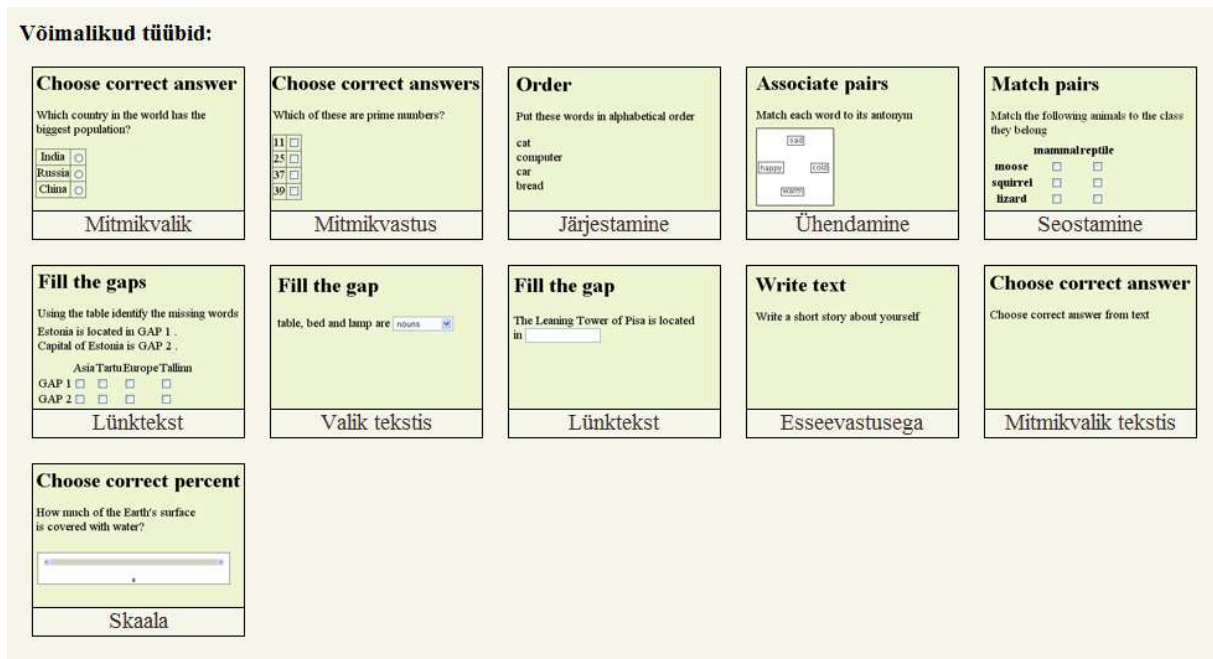 Võimalikud tüübid:
Choose correct answer
Which country in the world has the
biggest population?
India
Russia
China
Mitmikvalik
Choose correct answers
Which of these are prime numbers?
11
25
37
39
Mitmikvastus
Order
Put these words in alphabetical order
cat
computer
car
bread
Järjestamine
Associate pairs
Match each word to its antonym
sad
happy cold
warm
Ühendamine
Match pairs
Match the following animals to the class
they belong
mammal reptile
moose
squirrel
lizard
Seostamine
Fill the gaps
Using the table identify the missing words
Estonia is located in GAP 1 .
Capital of Estonia is GAP 2 .
Asia Tartu Europe Tallinn
GAP 1
GAP 2
Lünktekst
Fill the gap
table, bed and lamp are nouns
Valik tekstis
Fill the gap
The Leaning Tower of Pisa is located
in
Lünktekst
Write text
Write a short story about yourself
Esseevastusega
Choose correct answer
Choose correct answer from text
Mitmikvalik tekstis
Choose correct percent
How much of the Earth's surface
is covered with water?
Skaala